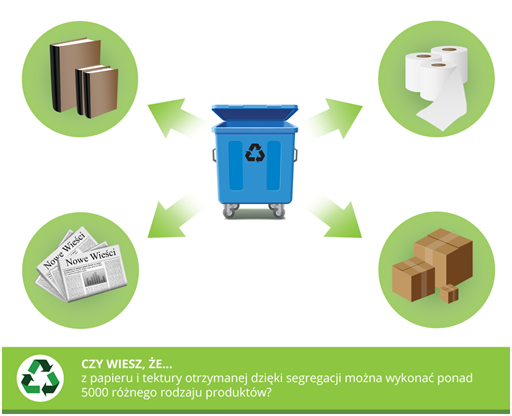 Nowe Wieści
Nowe Wieści
CZY WIESZ, ŻE...
z papieru i tektury otrzymanej dzięki segregacji można wykonać ponad
5000 różnego rodzaju produktów?